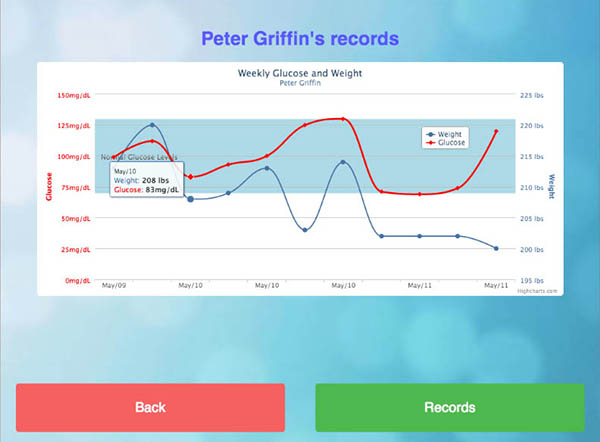 Peter Griffin's records
Weekly Glucose and Weight
Peter Griffin
150mg/dL
125mg/dL
100mg/dL
75mg/dL
50mg/dL
25mg/dL
0mg/dL
Glucose
225 lbs
220 lbs
215 lbs
210 lbs
205 lbs
200 lbs
195 lbs
Weight
Weight
Glucose
Normal Glucose Levels
May/10
Weight: 208 lbs
Glucose: 83mg/dL
May/09
May/10
May/10
May/10
May/11
May/11
Highcharts.com
Back
Records